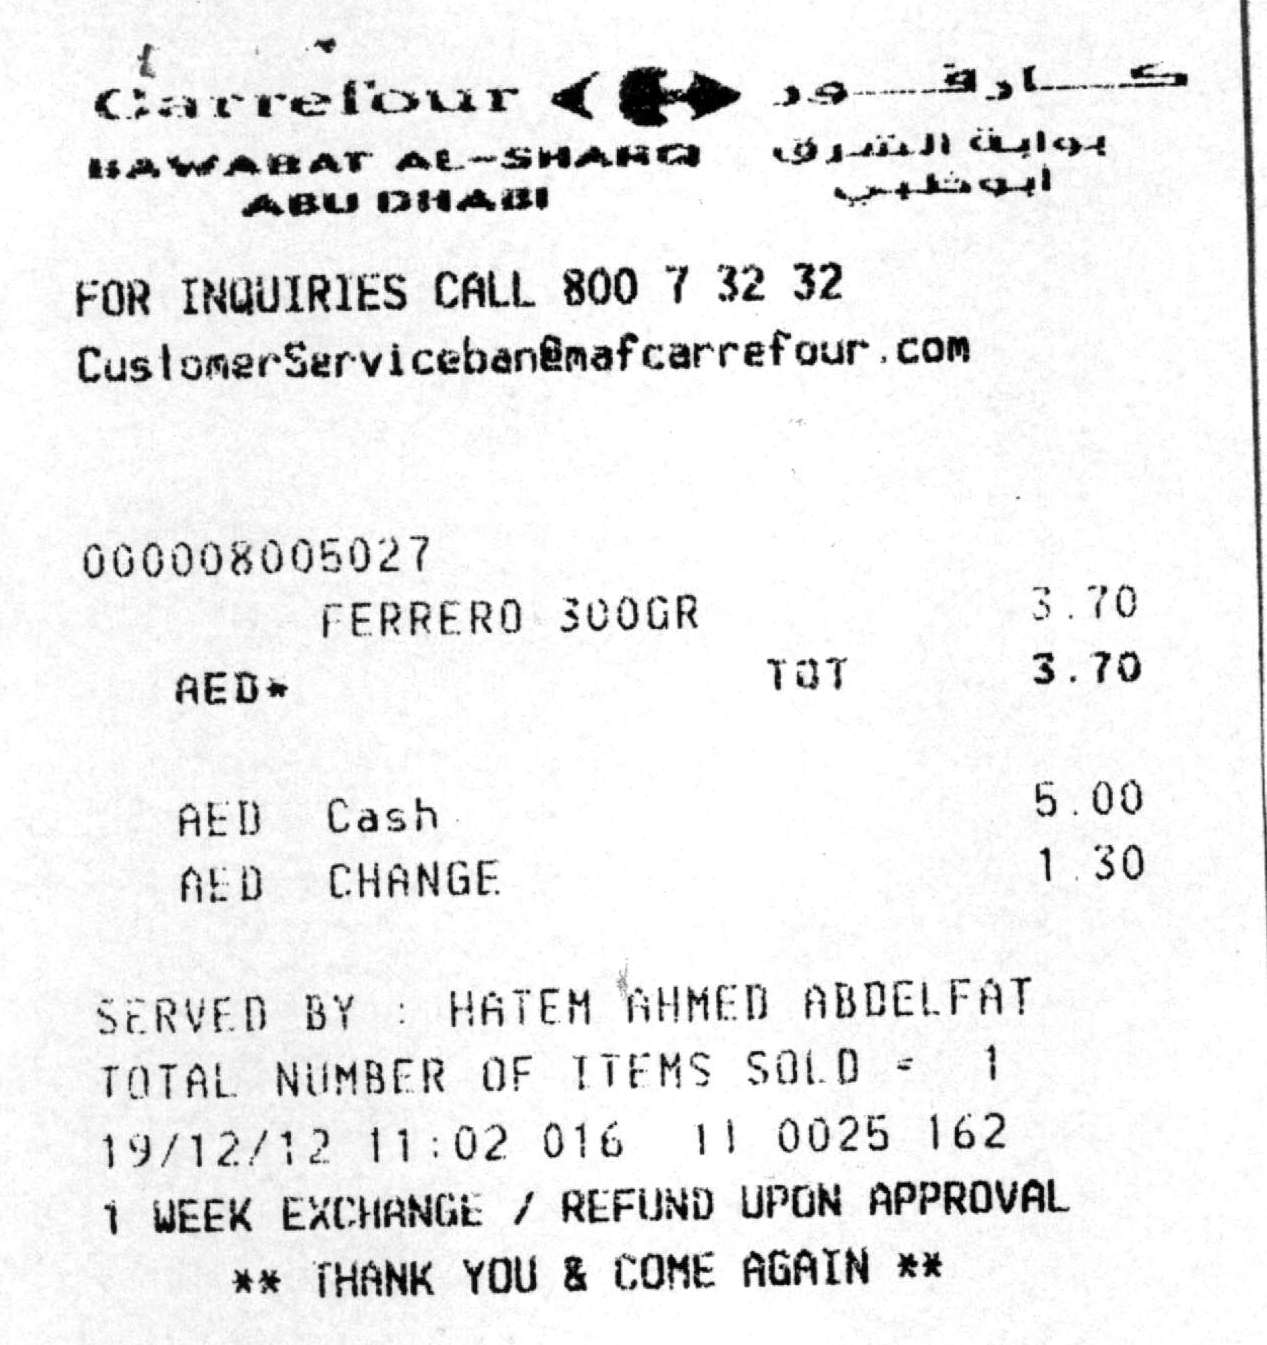 Carrefour كارفور
BAWABAT AL-SHARQ بوابة الشرق
ABU DHABI ابوظبي
FOR INQUIRIES CALL 800 7 32 32
CustomerServiceban@mafcarrefour.com
000008005027
FERRERO 300GR 3.70
AED* TOT 3.70
AED Cash 5.00
AED CHANGE 1.30
SERVED BY : HATEM AHMED ABDELFAT
TOTAL NUMBER OF ITEMS SOLD = 1
19/12/12 11:02 016 11 0025 162
1 WEEK EXCHANGE / REFUND UPON APPROVAL
** THANK YOU & COME AGAIN **